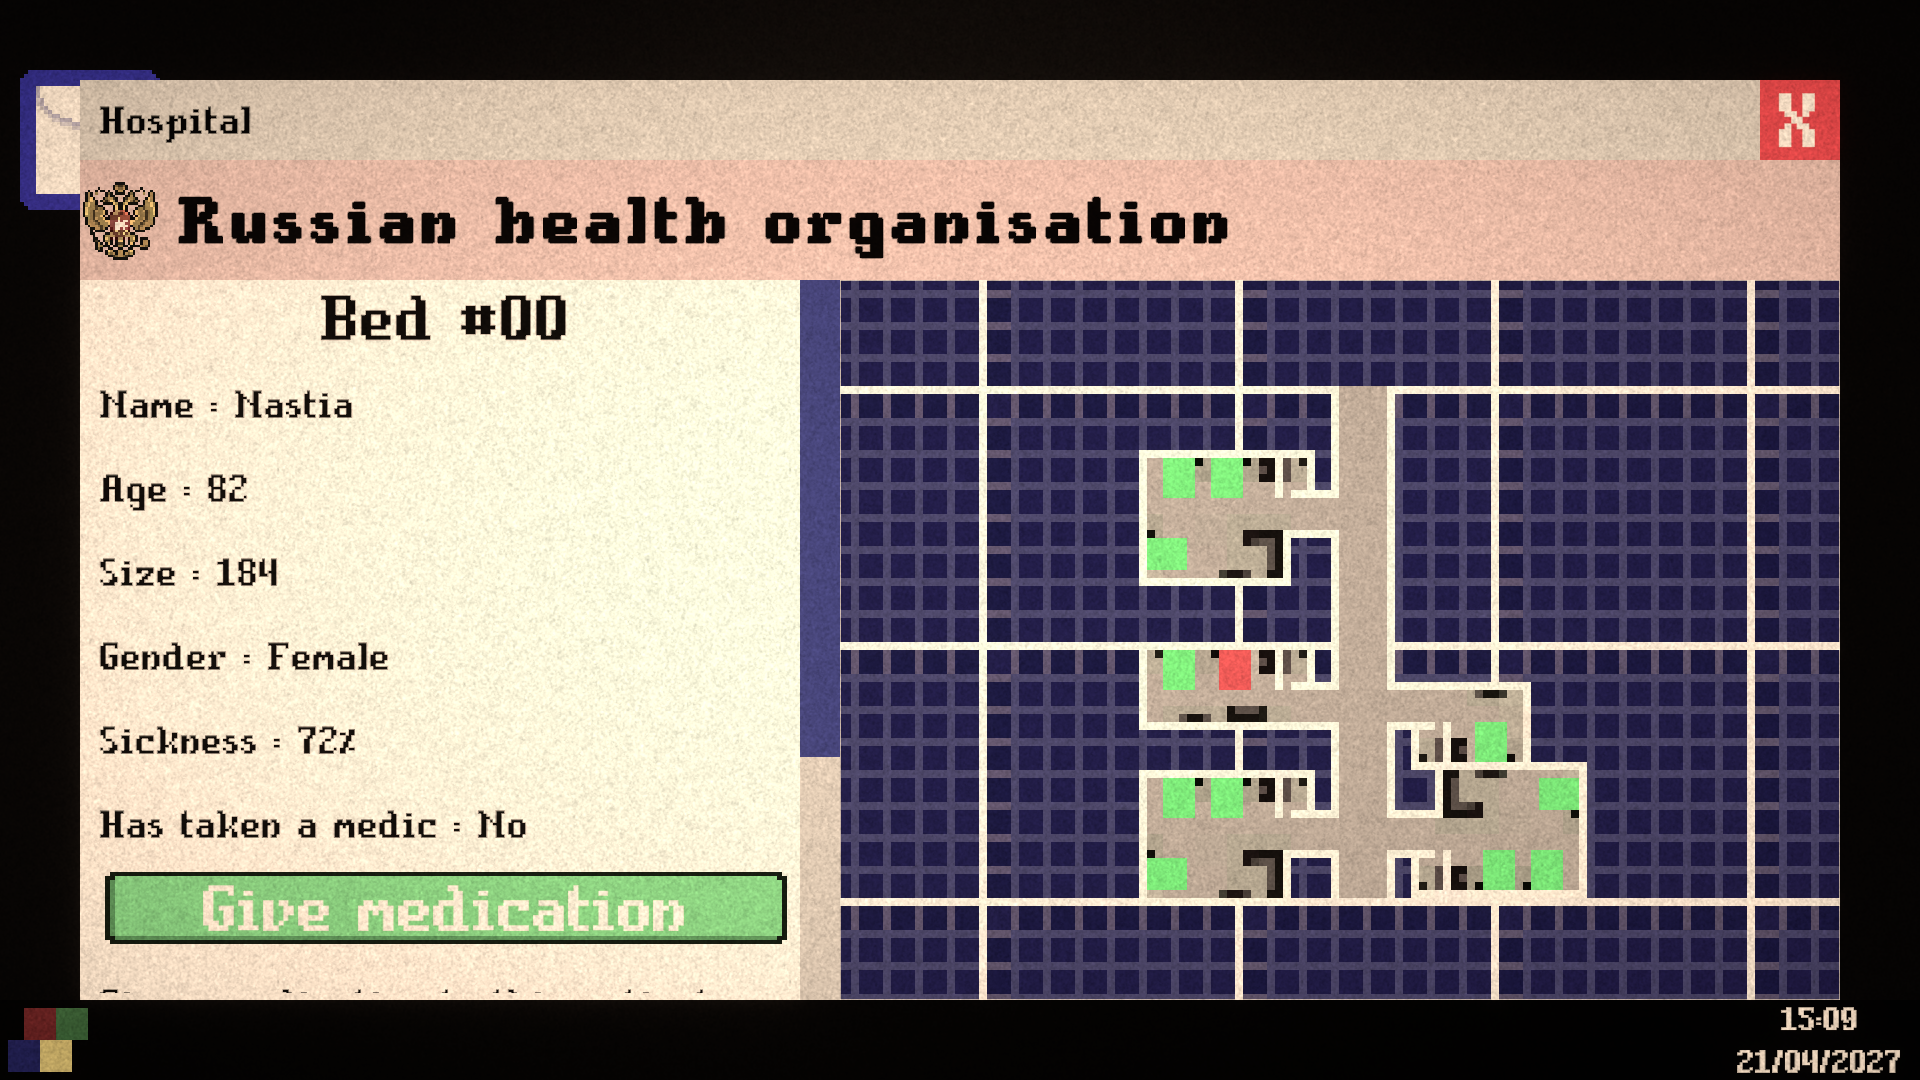 Hospital
X
Russian health organisation
Bed #00
Name : Nastia
Age : 82
Size : 184
Gender : Female
Sickness : 72%
Has taken a medic : No
Give medication
15:09
21/04/2027